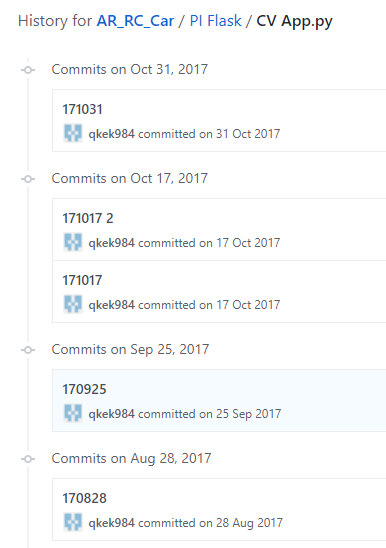 History for AR_RC_Car / PI Flask / CV App.py
Commits on Oct 31, 2017
171031
qkek984 committed on 31 Oct 2017
Commits on Oct 17, 2017
171017 2
qkek984 committed on 17 Oct 2017
171017
qkek984 committed on 17 Oct 2017
Commits on Sep 25, 2017
170925
qkek984 committed on 25 Sep 2017
Commits on Aug 28, 2017
170828
qkek984 committed on 28 Aug 2017